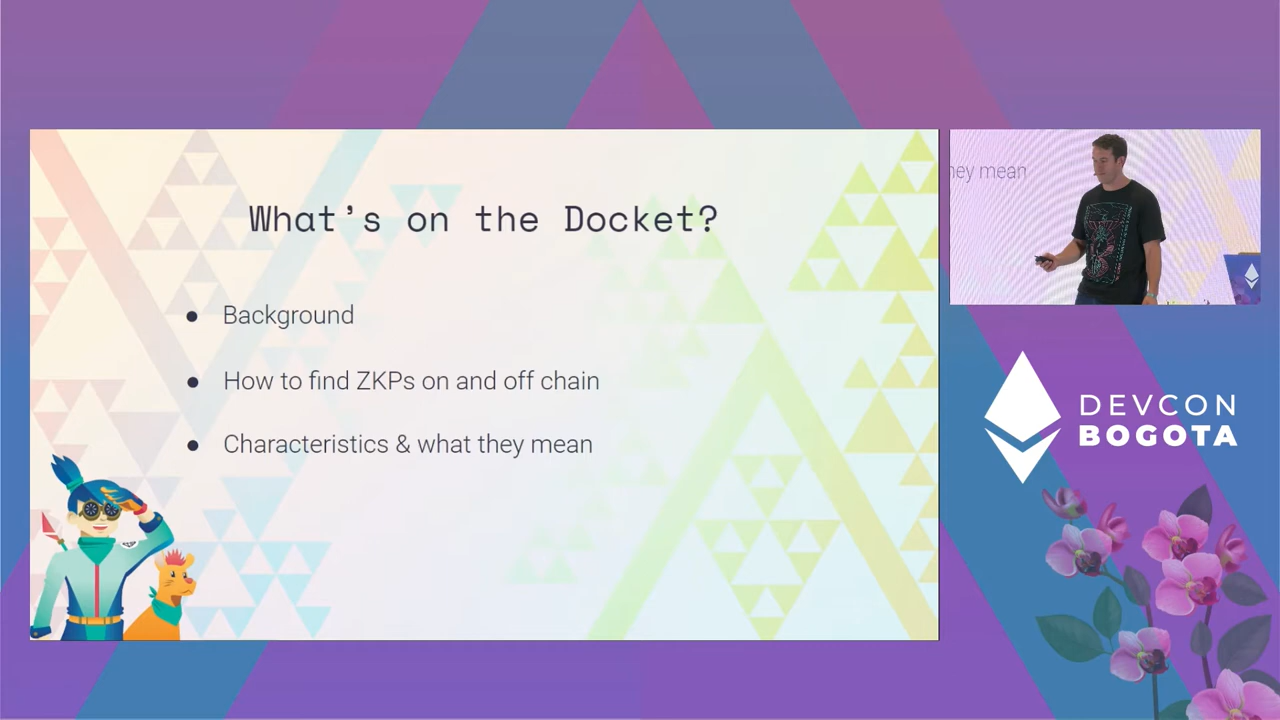 What's on the Docket?
● Background
● How to find ZKPs on and off chain
● Characteristics & what they mean
they mean
DEVCON
BOGOTA